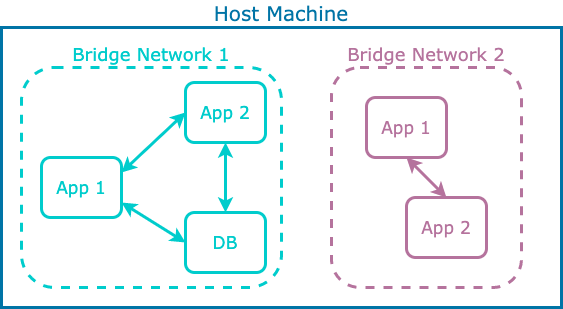 Host Machine
Bridge Network 1
App 2
App 1
DB
Bridge Network 2
App 1
App 2